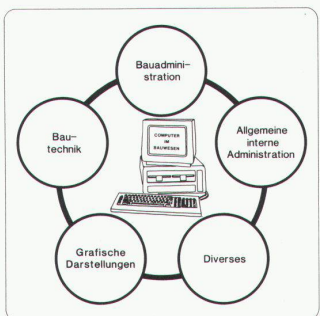 Bauadmini-
stration
Allgemeine
interne
Administration
Diverses
Grafische
Darstellungen
Bau-
technik
COMPUTER
IM
BAUWESEN